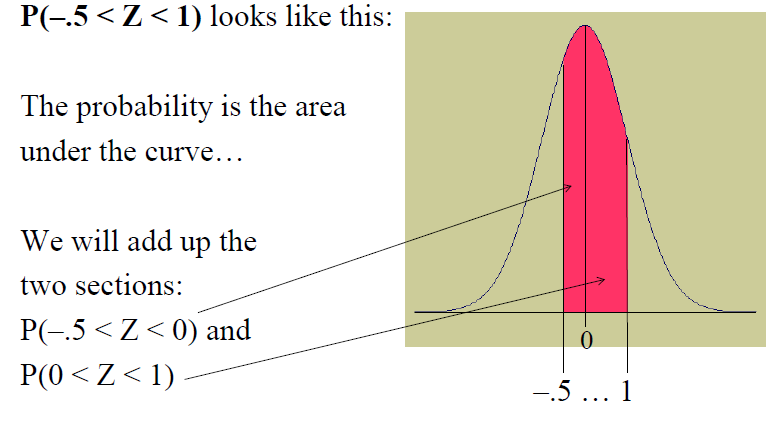 P(–.5 < Z < 1) looks like this:
The probability is the area
under the curve…
We will add up the
two sections:
P(–.5 < Z < 0) and
P(0 < Z < 1)
0
–.5 … 1